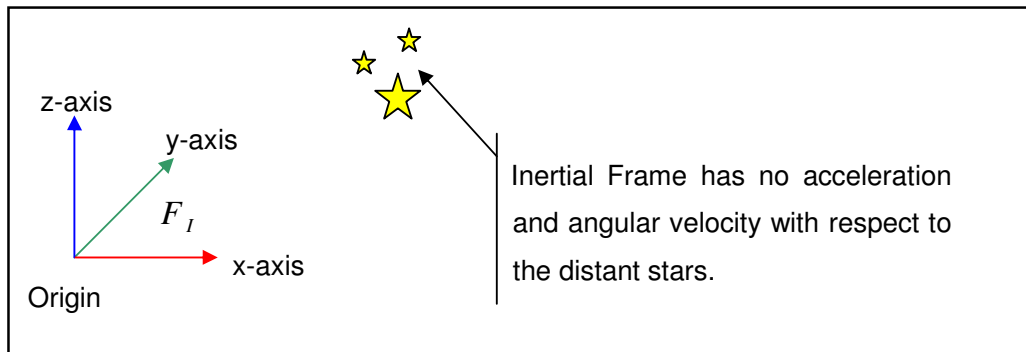 z-axis
y-axis
F_I
x-axis
Origin
Inertial Frame has no acceleration
and angular velocity with respect to
the distant stars.